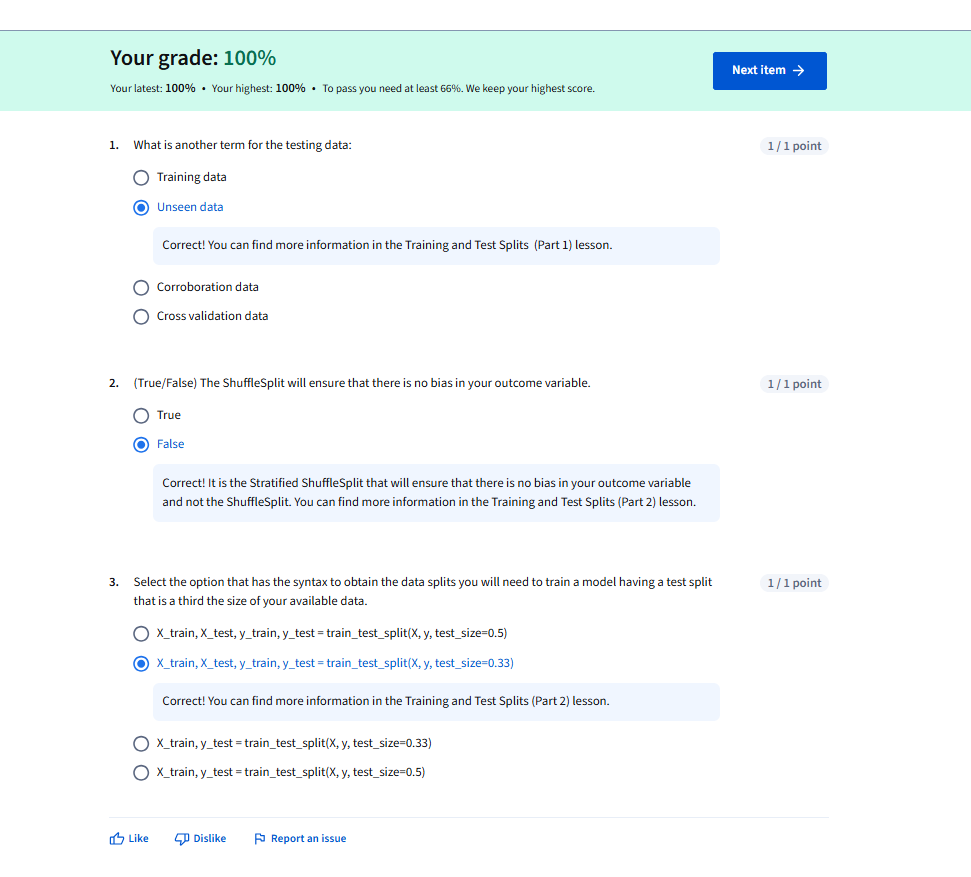 Your grade: 100%
Next item →
Your latest: 100% • Your highest: 100% • To pass you need at least 66%. We keep your highest score.
1. What is another term for the testing data:
1 / 1 point
Training data
Unseen data
Correct! You can find more information in the Training and Test Splits (Part 1) lesson.
Corroboration data
Cross validation data
2. (True/False) The ShuffleSplit will ensure that there is no bias in your outcome variable.
1 / 1 point
True
False
Correct! It is the Stratified ShuffleSplit that will ensure that there is no bias in your outcome variable
and not the ShuffleSplit. You can find more information in the Training and Test Splits (Part 2) lesson.
3. Select the option that has the syntax to obtain the data splits you will need to train a model having a test split
1 / 1 point
that is a third the size of your available data.
X_train, X_test, y_train, y_test = train_test_split(X, y, test_size=0.5)
X_train, X_test, y_train, y_test = train_test_split(X, y, test_size=0.33)
Correct! You can find more information in the Training and Test Splits (Part 2) lesson.
X_train, y_test = train_test_split(X, y, test_size=0.33)
X_train, y_test = train_test_split(X, y, test_size=0.5)
Like Dislike Report an issue